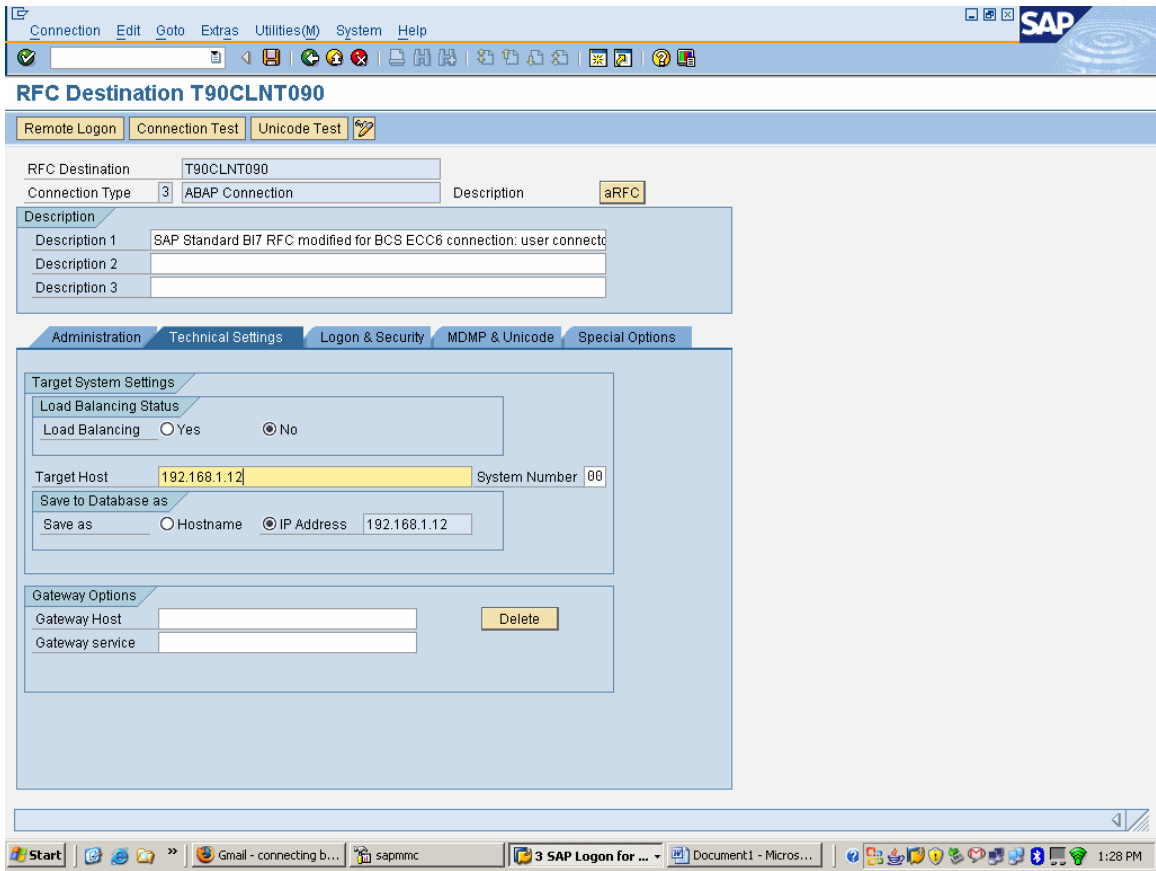 Connection Edit Goto Extras Utilities(M) System Help
SAP
RFC Destination T90CLNT090
Remote Logon Connection Test Unicode Test
RFC Destination T90CLNT090
Connection Type 3 ABAP Connection Description aRFC
Description
Description 1 SAP Standard BI7 RFC modified for BCS ECC6 connection: user connecto
Description 2
Description 3
Administration Technical Settings Logon & Security MDMP & Unicode Special Options
Target System Settings
Load Balancing Status
Load Balancing Yes No
Target Host 192.168.1.12 System Number 00
Save to Database as
Save as Hostname IP Address 192.168.1.12
Gateway Options
Gateway Host Delete
Gateway service
Start » Gmail - connecting b... sapmmc 3 SAP Logon for ... Document1 - Micros... 1:28 PM